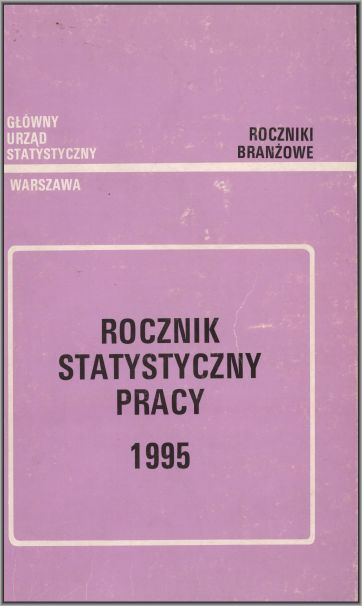 GŁÓWNY
URZĄD
STATYSTYCZNY
ROCZNIKI
BRANŻOWE
WARSZAWA
ROCZNIK
STATYSTYCZNY
PRACY
1995